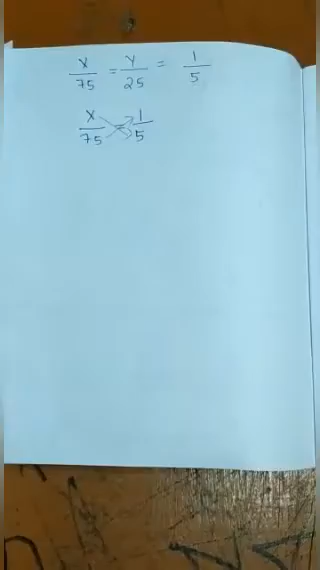 x/75 = y/25 = 1/5
x/75 = 1/5